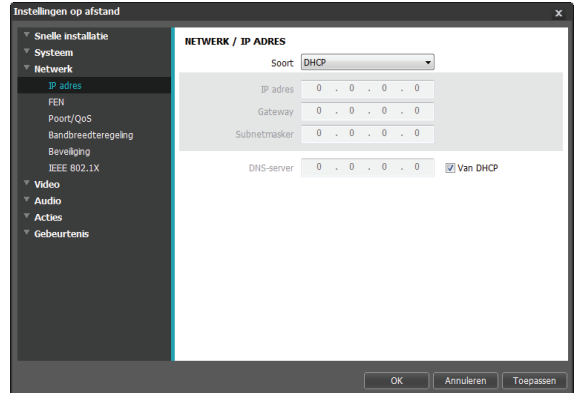 Instellingen op afstand x
Snelle installatie
Systeem
Netwerk
IP adres
FEN
Poort/QoS
Bandbreedteregeling
Beveiliging
IEEE 802.1X
Video
Audio
Acties
Gebeurtenis
NETWERK / IP ADRES
Soort DHCP
IP adres 0 . 0 . 0 . 0
Gateway 0 . 0 . 0 . 0
Subnetmasker 0 . 0 . 0 . 0
DNS-server 0 . 0 . 0 . 0 Van DHCP
OK Annuleren Toepassen